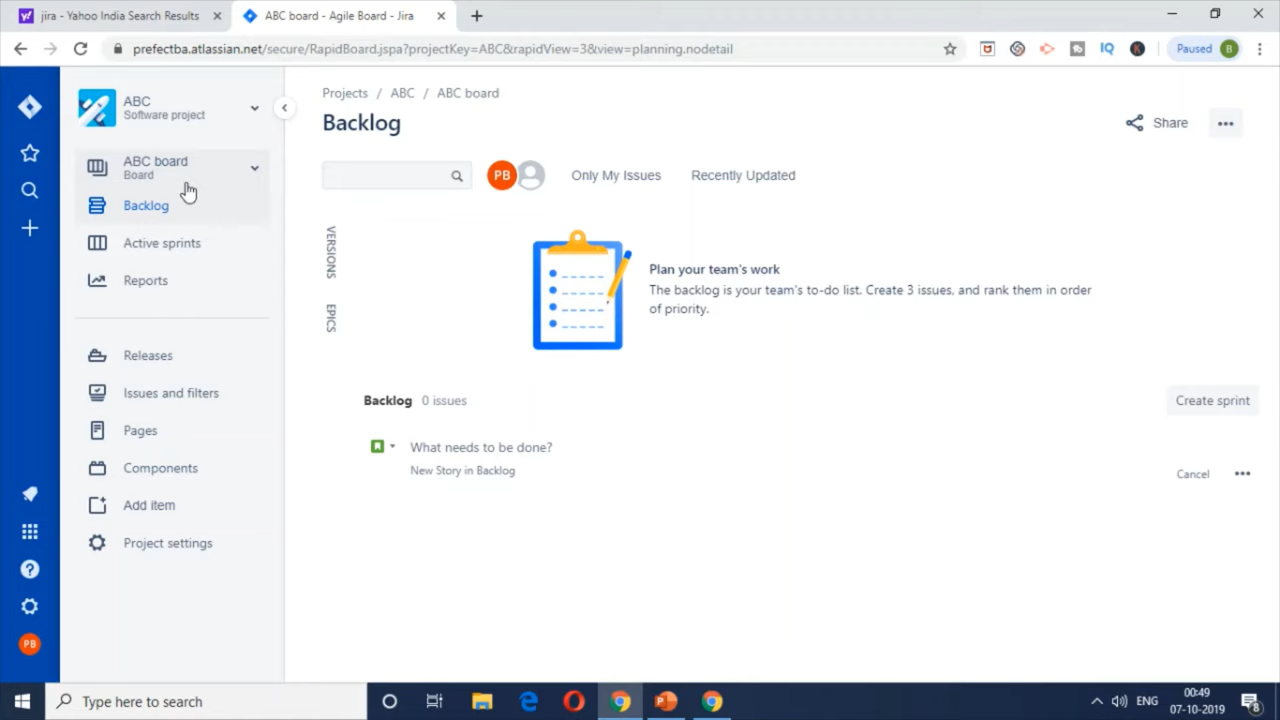 jira - Yahoo India Search Results
ABC board - Agile Board - Jira
prefectba.atlassian.net/secure/RapidBoard.jspa?projectKey=ABC&rapidView=3&view=planning.nodetail
IQ
K
Paused
B
ABC
Software project
ABC board
Board
Backlog
Active sprints
Reports
Releases
Issues and filters
Pages
Components
Add item
Project settings
PB
Projects / ABC / ABC board
Backlog
Share
PB
Only My Issues
Recently Updated
VERSIONS
EPICS
Plan your team's work
The backlog is your team's to-do list. Create 3 issues, and rank them in order
of priority.
Backlog 0 issues
Create sprint
What needs to be done?
New Story in Backlog
Cancel
Type here to search
ENG
00:49
07-10-2019
8